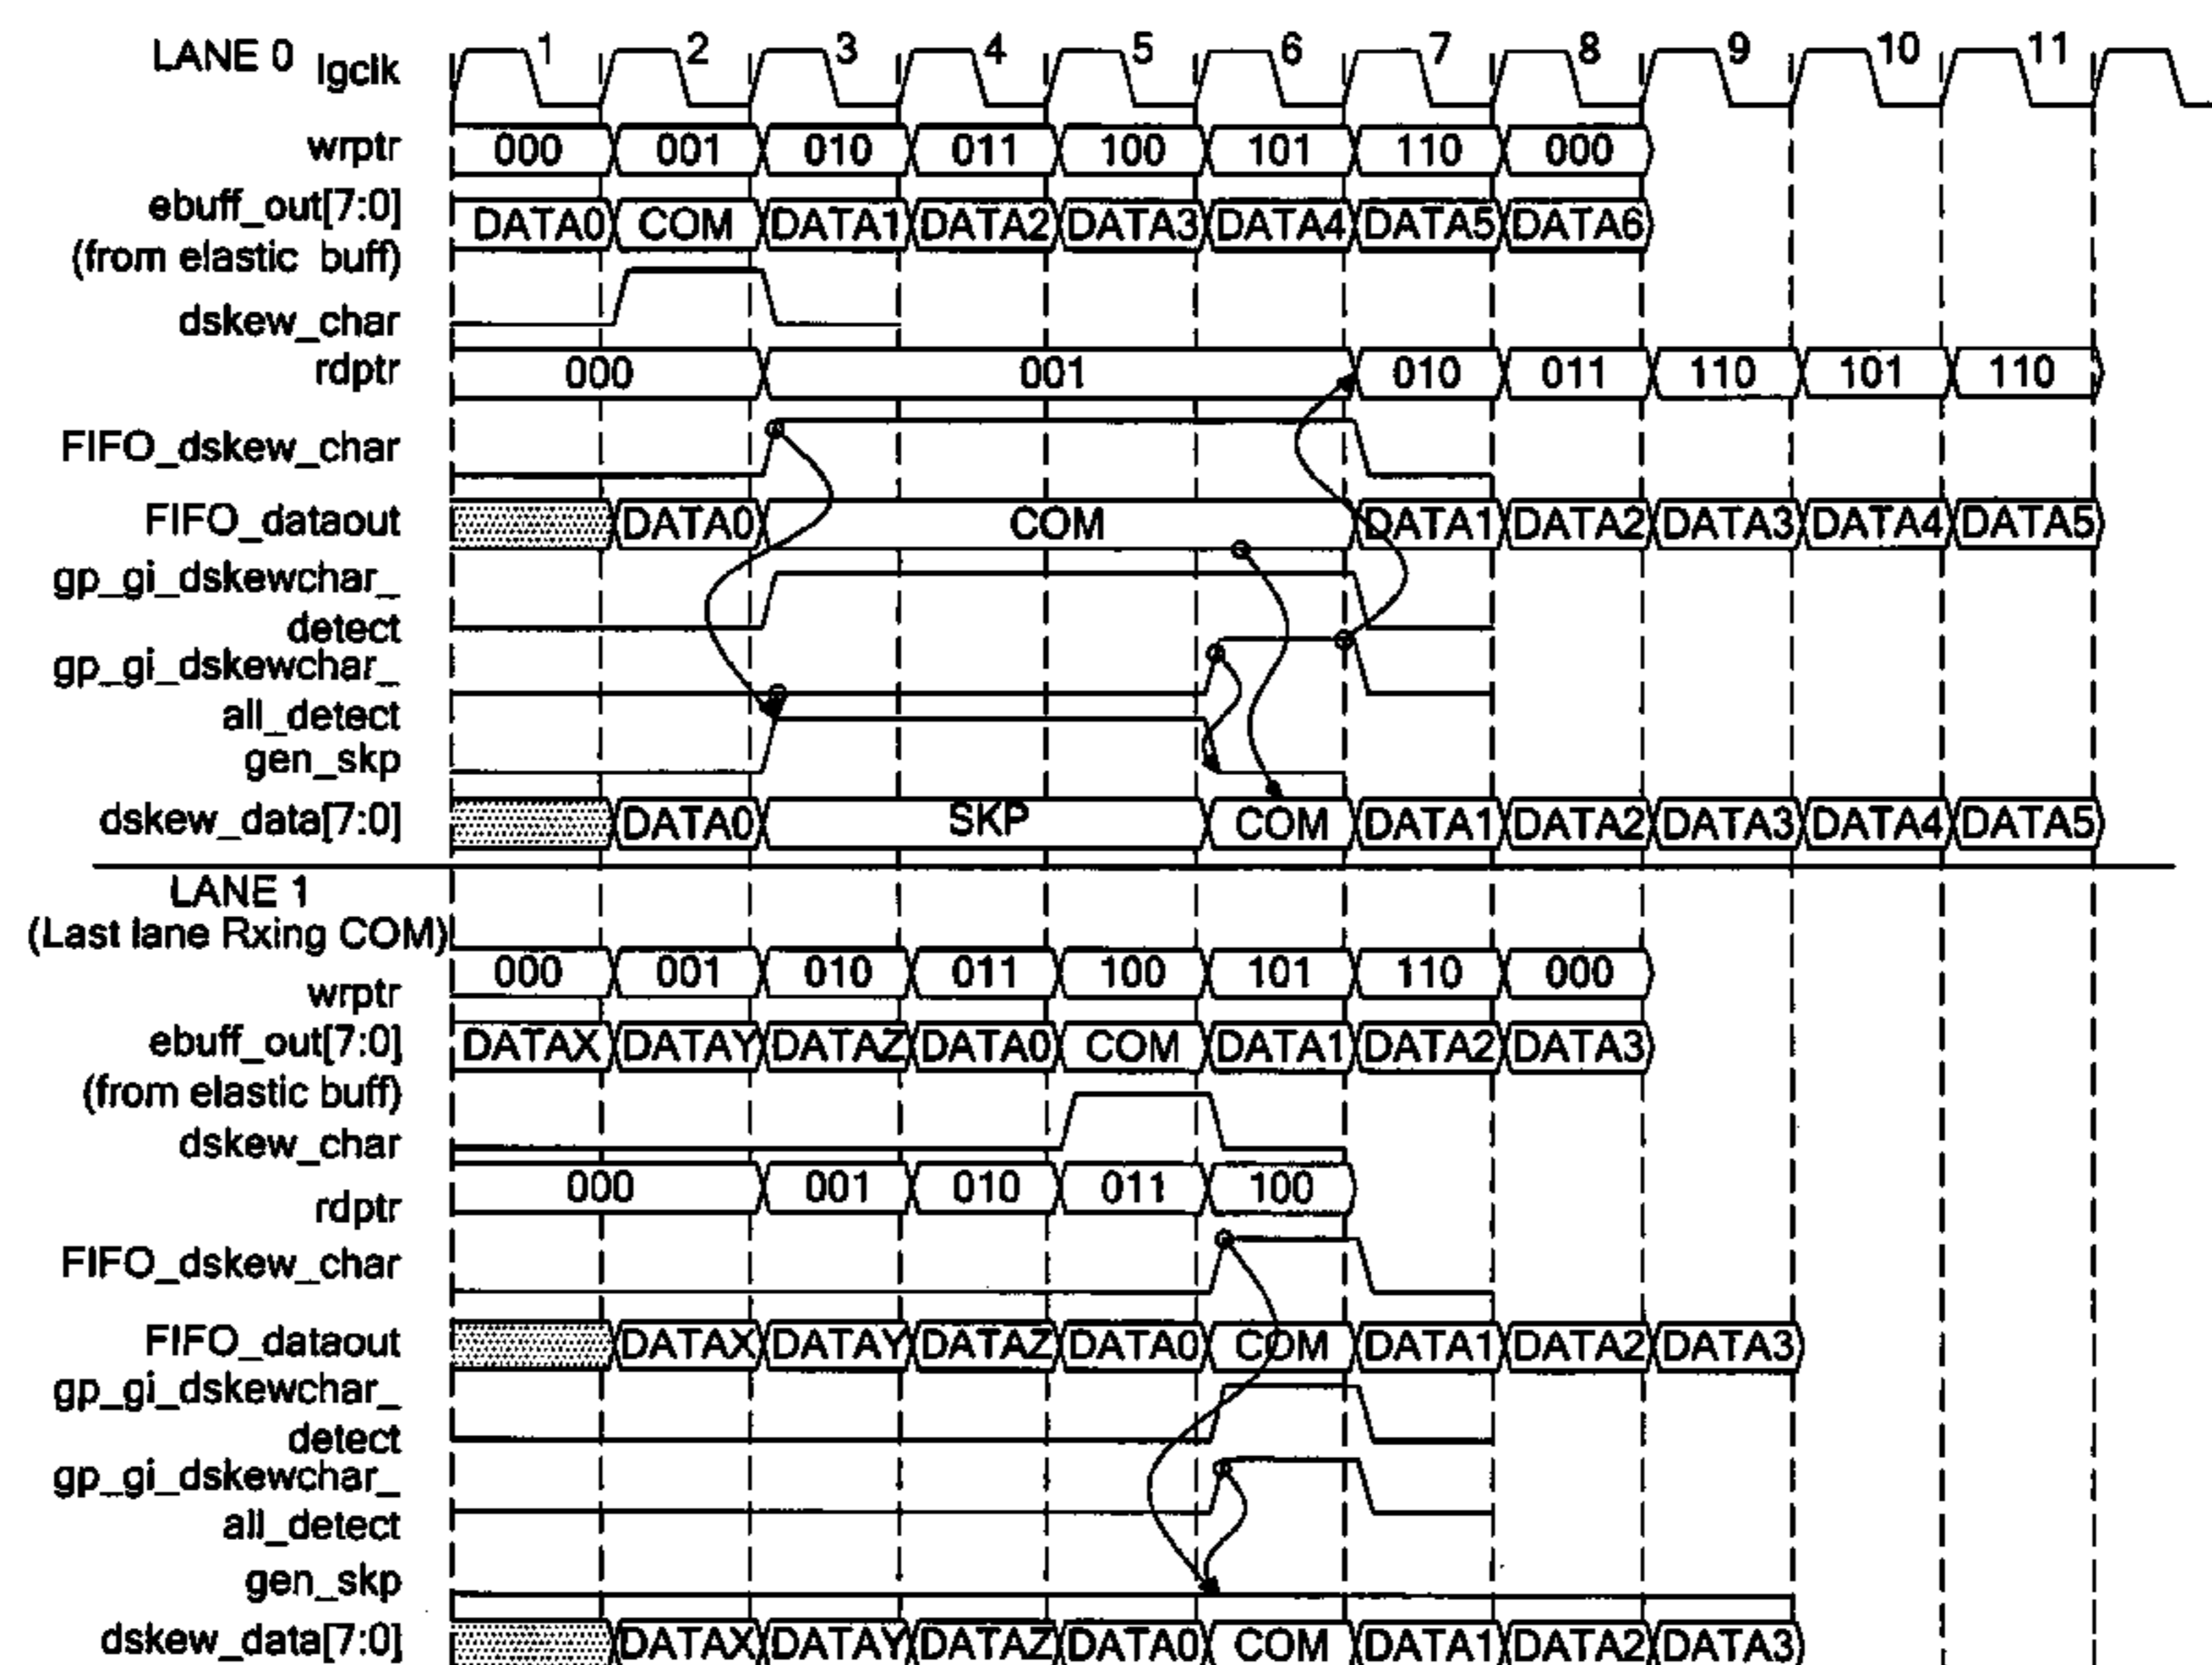 LANE 0 lgclk 1 2 3 4 5 6 7 8 9 10 11
wrptr 000 001 010 011 100 101 110 000
ebuff_out[7:0] DATA0 COM DATA1 DATA2 DATA3 DATA4 DATA5 DATA6
(from elastic buff)
dskew_char
rdptr 000 001 010 011 110 101 110
FIFO_dskew_char
FIFO_dataout DATA0 COM DATA1 DATA2 DATA3 DATA4 DATA5
gp_gi_dskewchar_
detect
gp_gi_dskewchar_
all_detect
gen_skp
dskew_data[7:0] DATA0 SKP COM DATA1 DATA2 DATA3 DATA4 DATA5
LANE 1
(Last lane Rxing COM)
wrptr 000 001 010 011 100 101 110 000
ebuff_out[7:0] DATAX DATAY DATAZ DATA0 COM DATA1 DATA2 DATA3
(from elastic buff)
dskew_char
rdptr 000 001 010 011 100
FIFO_dskew_char
FIFO_dataout DATAX DATAY DATAZ DATA0 COM DATA1 DATA2 DATA3
gp_gi_dskewchar_
detect
gp_gi_dskewchar_
all_detect
gen_skp
dskew_data[7:0] DATAX DATAY DATAZ DATA0 COM DATA1 DATA2 DATA3